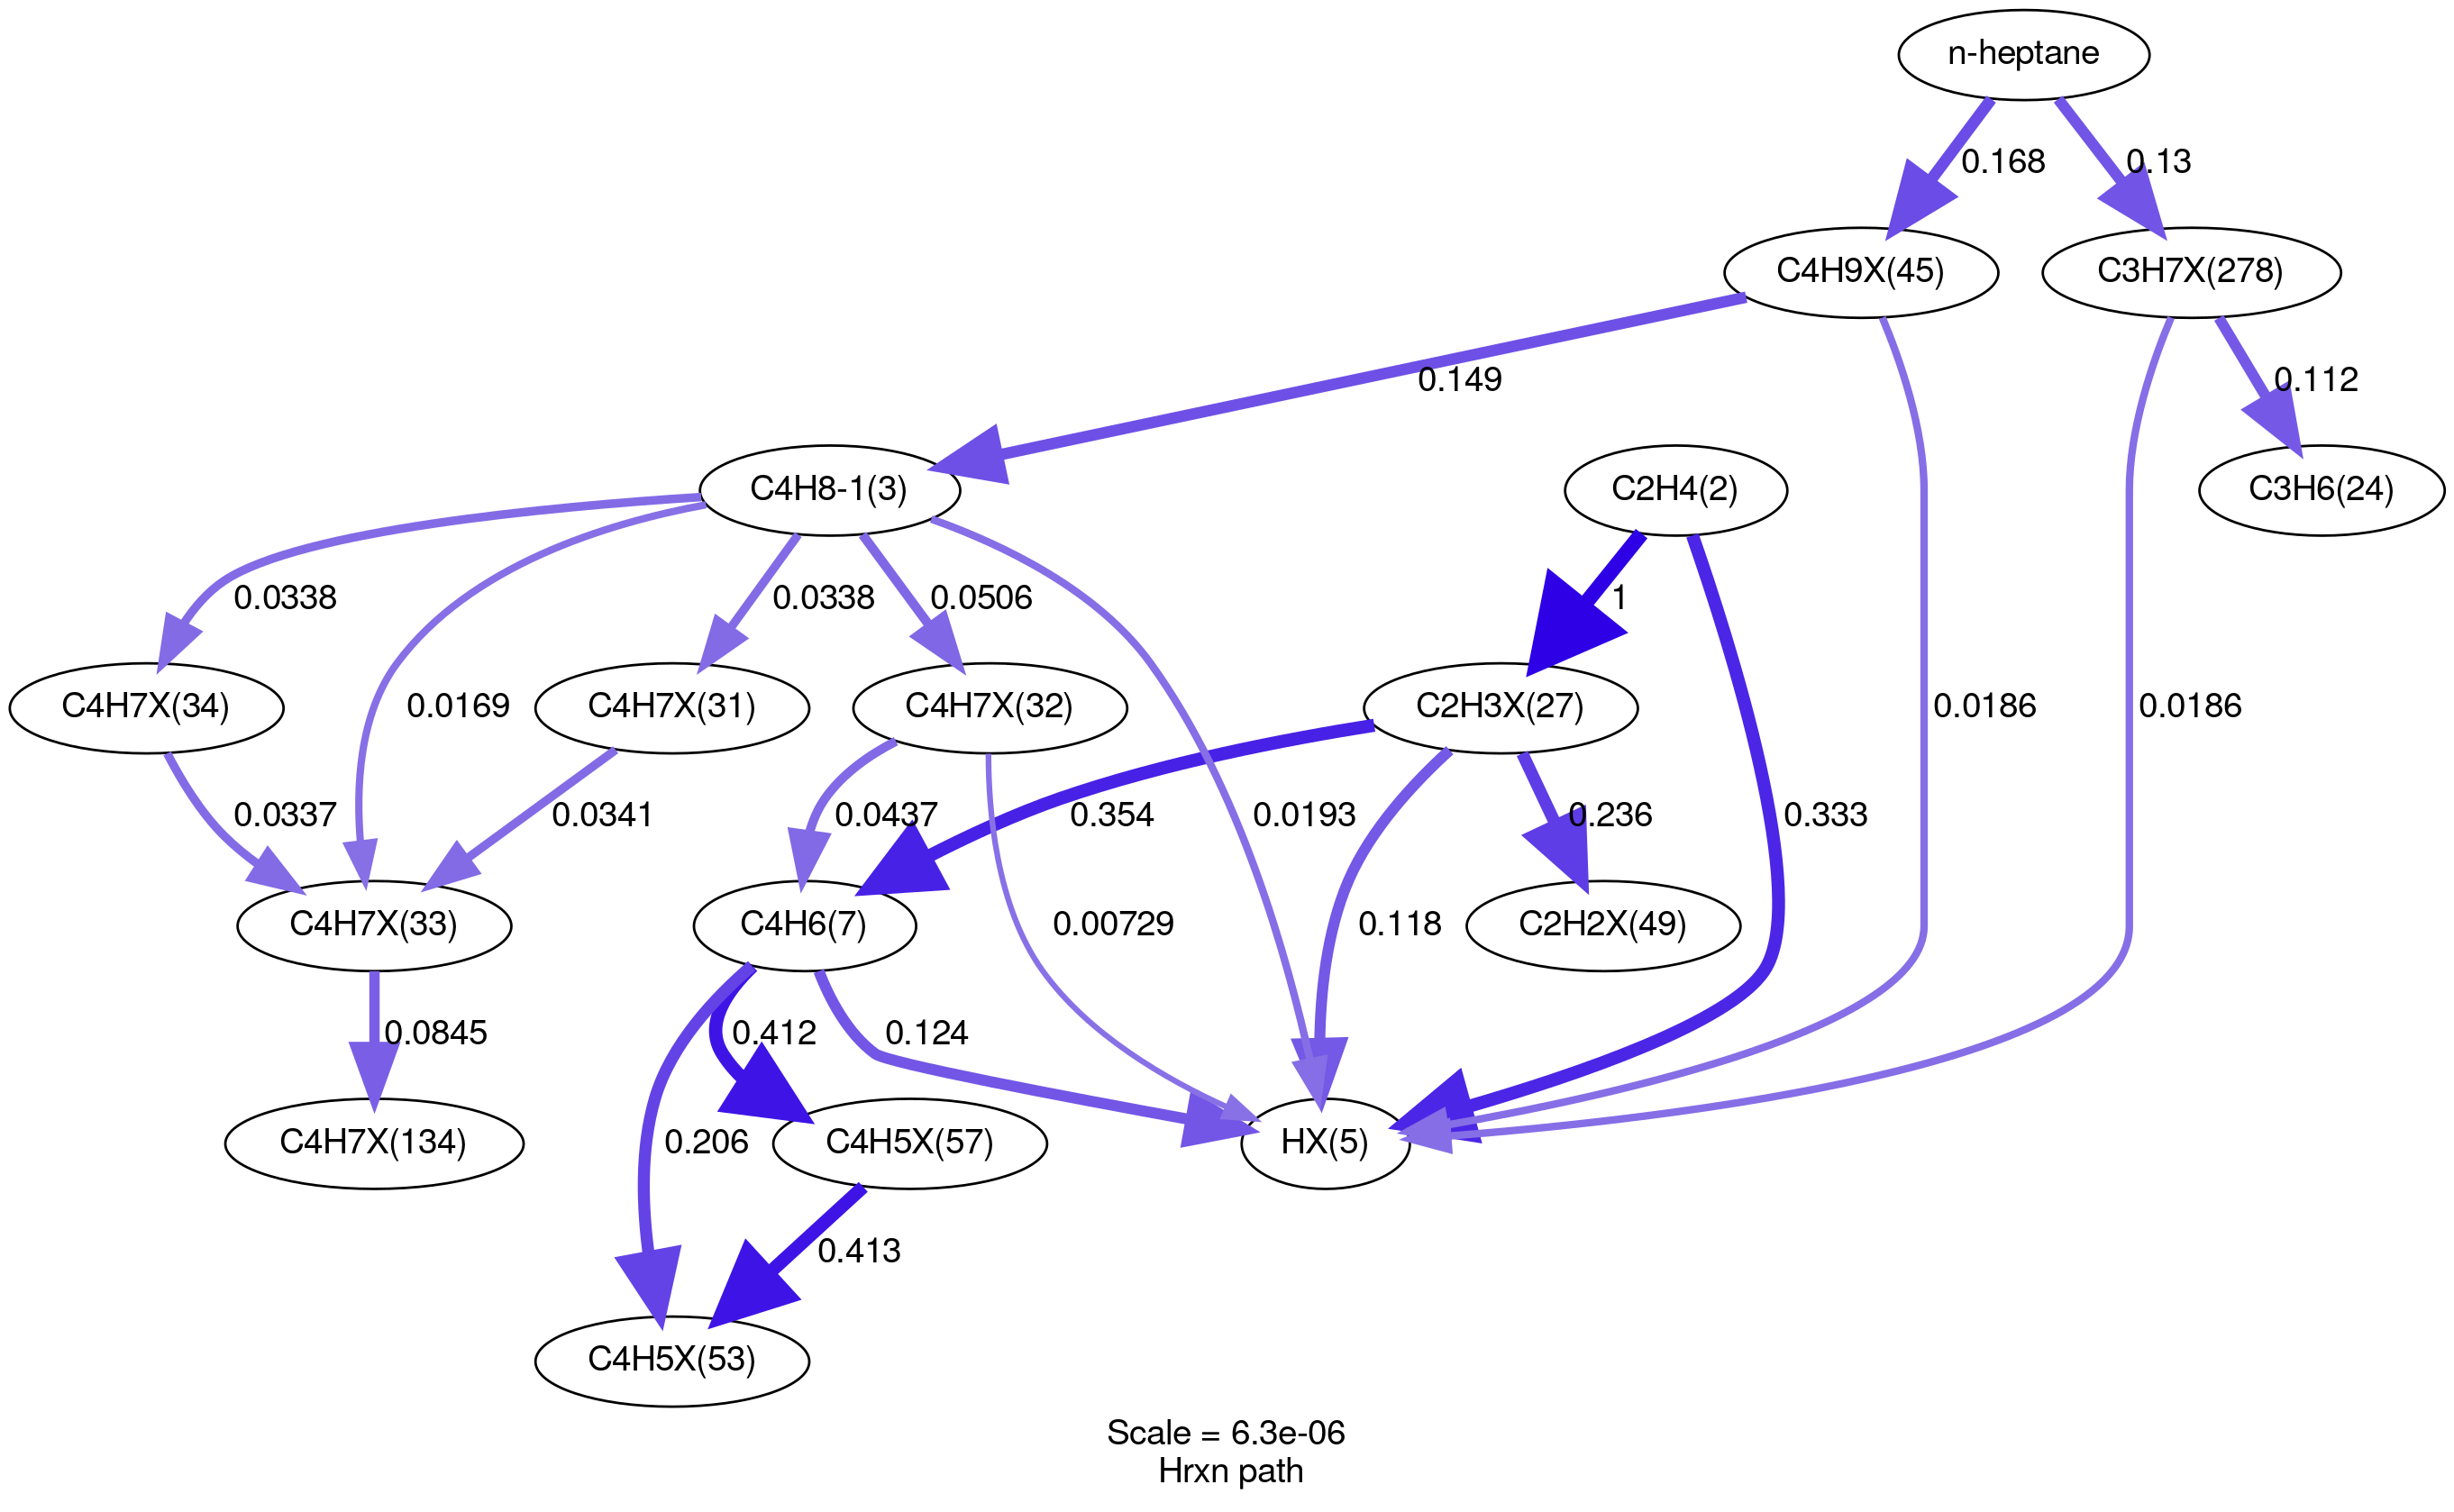 n-heptane
0.168
0.13
C4H9X(45)
C3H7X(278)
0.149
0.112
C4H8-1(3)
C2H4(2)
C3H6(24)
0.0338
0.0338
0.0506
1
C4H7X(34)
0.0169
C4H7X(31)
C4H7X(32)
C2H3X(27)
0.0186
0.0186
0.0337
0.0341
0.0437
0.354
0.0193
0.236
0.333
C4H7X(33)
C4H6(7)
0.00729
0.118
C2H2X(49)
0.0845
0.412
0.124
C4H7X(134)
0.206
C4H5X(57)
HX(5)
0.413
C4H5X(53)
Scale = 6.3e-06
Hrxn path